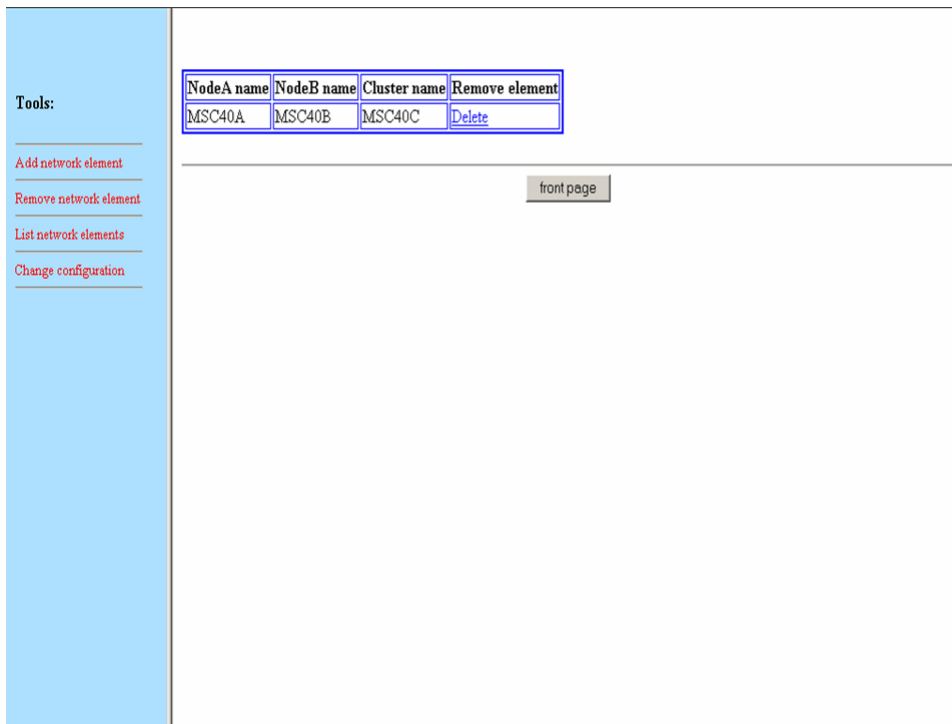 Tools:
Add network element
Remove network element
List network elements
Change configuration
NodeA name NodeB name Cluster name Remove element
MSC40A MSC40B MSC40C Delete
front page